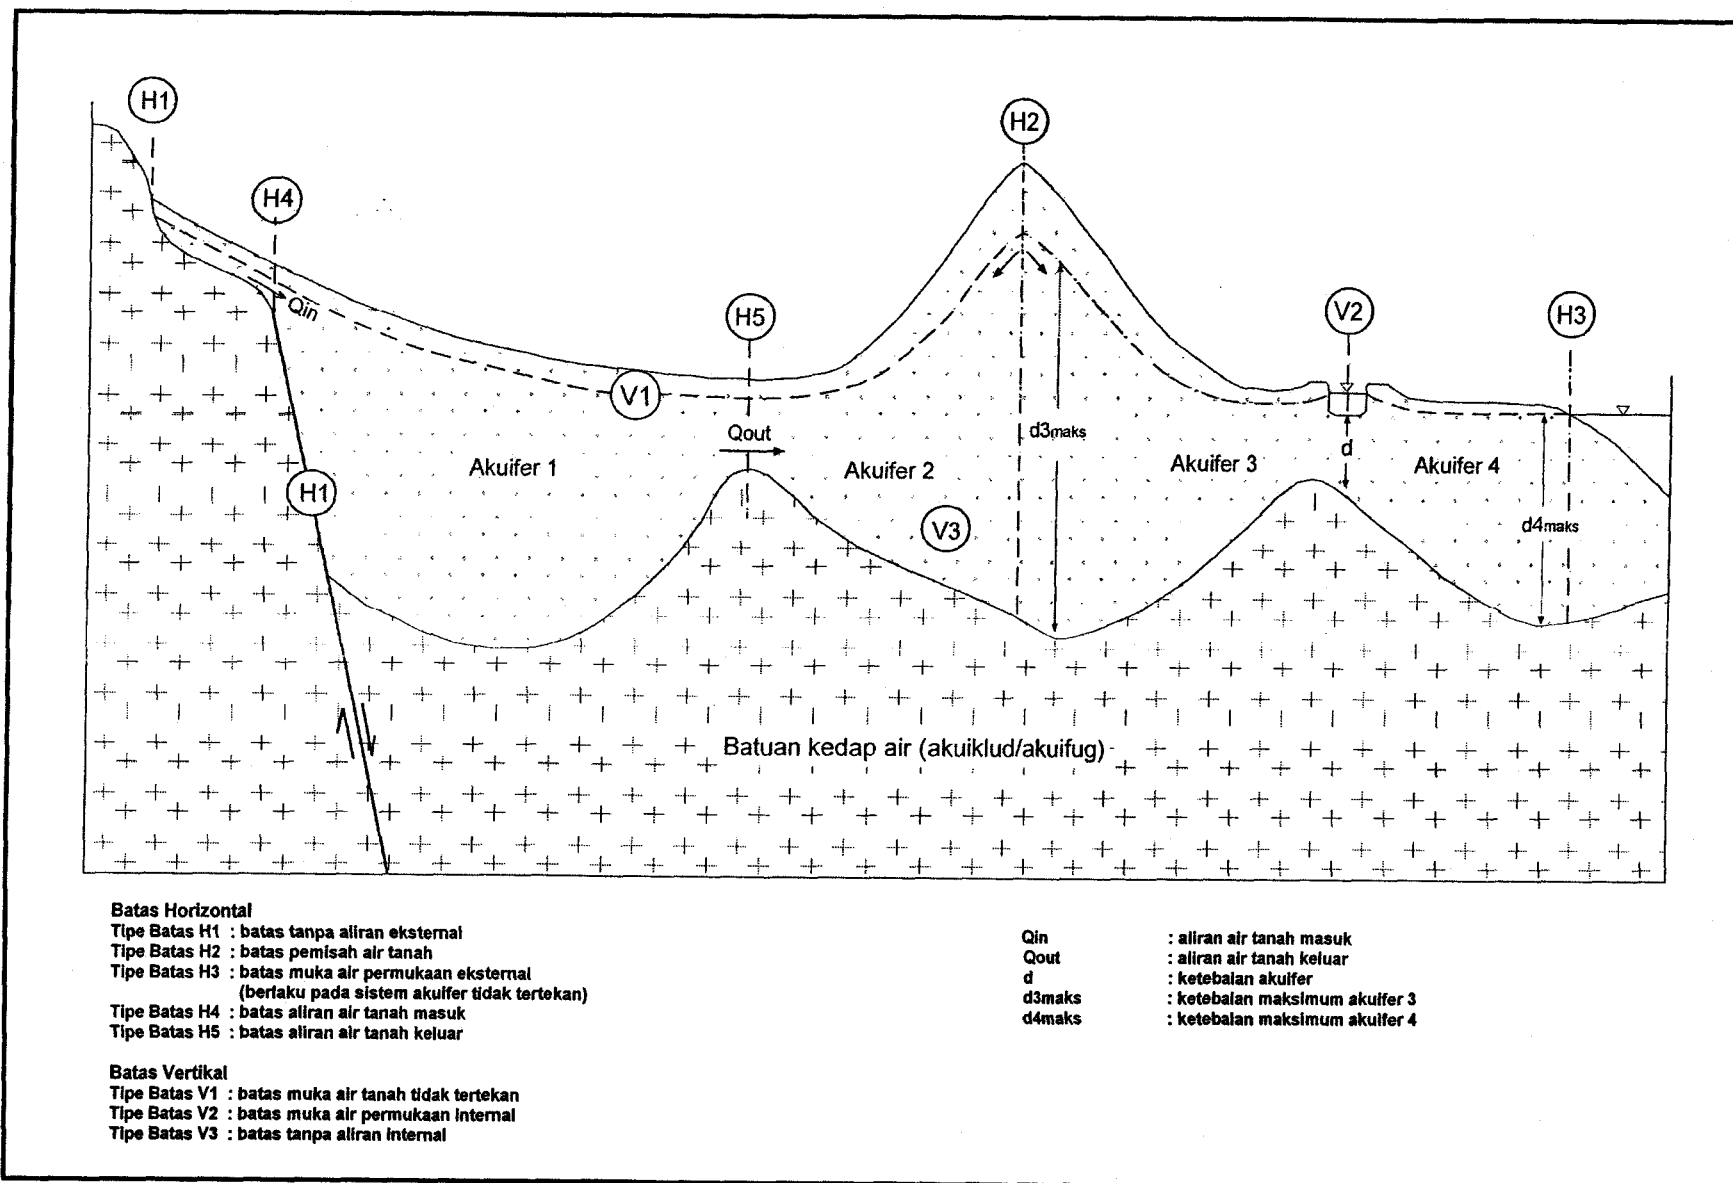 H1
H2
H4
Qin
H5
V2
H3
V1
Qout
d3maks
d
Akuifer 1
Akuifer 2
Akuifer 3
Akuifer 4
H1
V3
d4maks
Batuan kedap air (akuiklud/akuifug)
Batas Horizontal
Tipe Batas H1 : batas tanpa aliran eksternal
Tipe Batas H2 : batas pemisah air tanah
Tipe Batas H3 : batas muka air permukaan eksternal
(berlaku pada sistem akuifer tidak tertekan)
Tipe Batas H4 : batas aliran air tanah masuk
Tipe Batas H5 : batas aliran air tanah keluar
Batas Vertikal
Tipe Batas V1 : batas muka air tanah tidak tertekan
Tipe Batas V2 : batas muka air permukaan internal
Tipe Batas V3 : batas tanpa aliran internal
Qin : aliran air tanah masuk
Qout : aliran air tanah keluar
d : ketebalan akuifer
d3maks : ketebalan maksimum akuifer 3
d4maks : ketebalan maksimum akuifer 4